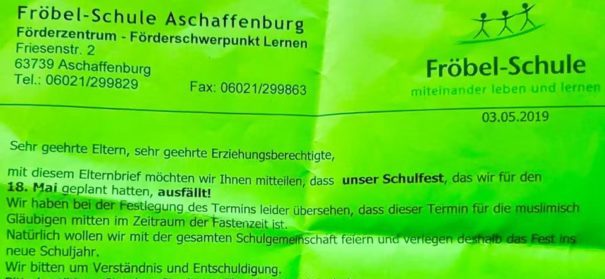 Fröbel-Schule Aschaffenburg
Förderzentrum - Förderschwerpunkt Lernen
Friesenstr. 2
63739 Aschaffenburg
Tel.: 06021/299829 Fax: 06021/299863
Fröbel-Schule
miteinander leben und lernen
03.05.2019
Sehr geehrte Eltern, sehr geehrte Erziehungsberechtigte,
mit diesem Elternbrief möchten wir Ihnen mitteilen, dass unser Schulfest, das wir für den
18. Mai geplant hatten, ausfällt!
Wir haben bei der Festlegung des Termins leider übersehen, dass dieser Termin für die muslimisch
Gläubigen mitten im Zeitraum der Fastenzeit ist.
Natürlich wollen wir mit der gesamten Schulgemeinschaft feiern und verlegen deshalb das Fest ins
neue Schuljahr.
Wir bitten um Verständnis und Entschuldigung.